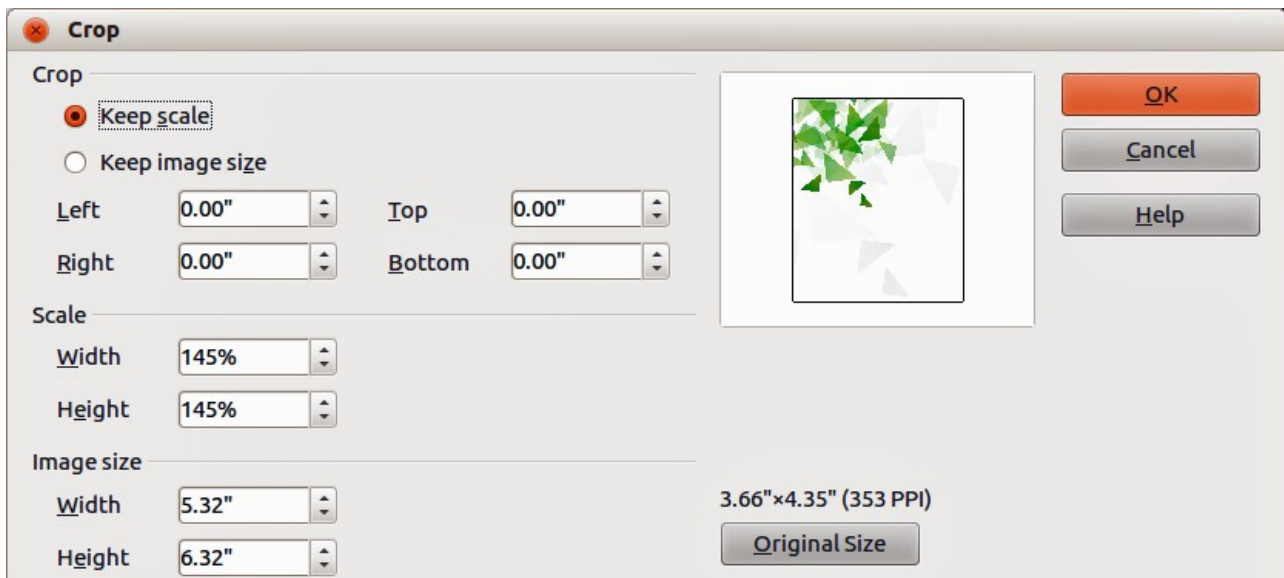 Crop
Crop
Keep scale
Keep image size
Left 0.00" Top 0.00"
Right 0.00" Bottom 0.00"
Scale
Width 145%
Height 145%
Image size
Width 5.32"
Height 6.32"
3.66"×4.35" (353 PPI)
Original Size
OK
Cancel
Help